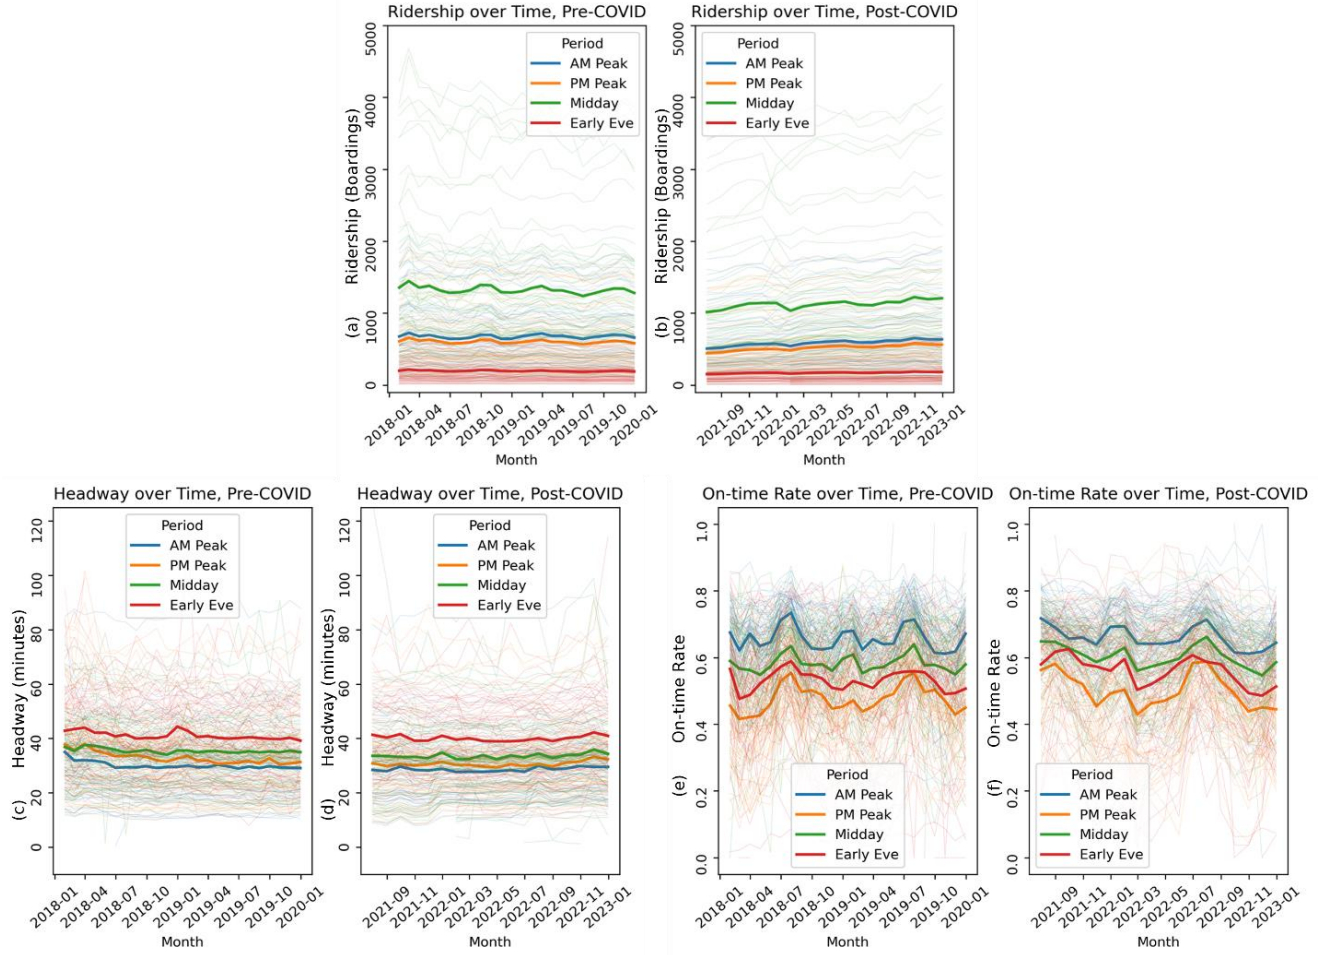 Ridership over Time, Pre-COVID
Ridership (Boardings)
(a)
5000
4000
3000
2000
1000
0
Period
AM Peak
PM Peak
Midday
Early Eve
2018-01
2018-04
2018-07
2018-10
2019-01
2019-04
2019-07
2019-10
2020-01
Month
Ridership over Time, Post-COVID
Ridership (Boardings)
(b)
5000
4000
3000
2000
1000
0
Period
AM Peak
PM Peak
Midday
Early Eve
2021-09
2021-11
2022-01
2022-03
2022-05
2022-07
2022-09
2022-11
2023-01
Month
Headway over Time, Pre-COVID
Headway (minutes)
(c)
120
100
80
60
40
20
0
Period
AM Peak
PM Peak
Midday
Early Eve
2018-01
2018-04
2018-07
2018-10
2019-01
2019-04
2019-07
2019-10
2020-01
Month
Headway over Time, Post-COVID
Headway (minutes)
(d)
120
100
80
60
40
20
0
Period
AM Peak
PM Peak
Midday
Early Eve
2021-09
2021-11
2022-01
2022-03
2022-05
2022-07
2022-09
2022-11
2023-01
Month
On-time Rate over Time, Pre-COVID
On-time Rate
(e)
1.0
0.8
0.6
0.4
0.2
0.0
Period
AM Peak
PM Peak
Midday
Early Eve
2018-01
2018-04
2018-07
2018-10
2019-01
2019-04
2019-07
2019-10
2020-01
Month
On-time Rate over Time, Post-COVID
On-time Rate
(f)
1.0
0.8
0.6
0.4
0.2
0.0
Period
AM Peak
PM Peak
Midday
Early Eve
2021-09
2021-11
2022-01
2022-03
2022-05
2022-07
2022-09
2022-11
2023-01
Month